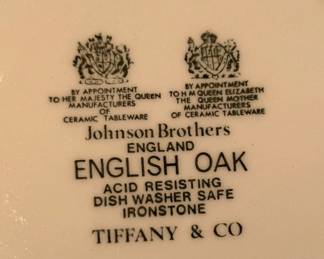 BY APPOINTMENT
TO HER MAJESTY THE QUEEN
MANUFACTURERS
OF
CERAMIC TABLEWARE
BY APPOINTMENT
TO H M QUEEN ELIZABETH
THE QUEEN MOTHER
MANUFACTURERS OF
CERAMIC TABLEWARE
Johnson Brothers
ENGLAND
ENGLISH OAK
ACID RESISTING
DISH WASHER SAFE
IRONSTONE
TIFFANY & CO